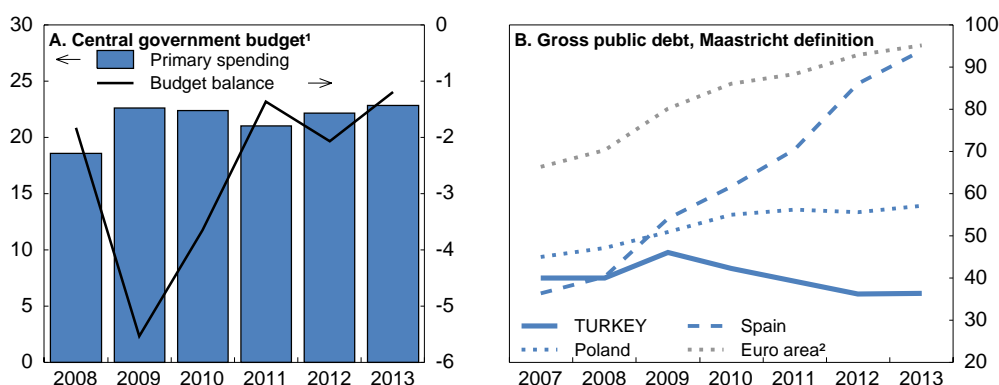 A. Central government budget¹
Primary spending
Budget balance
30
25
20
15
10
5
0
0
-1
-2
-3
-4
-5
-6
2008 2009 2010 2011 2012 2013
B. Gross public debt, Maastricht definition
100
90
80
70
60
50
40
30
20
TURKEY Spain
Poland Euro area²
2007 2008 2009 2010 2011 2012 2013